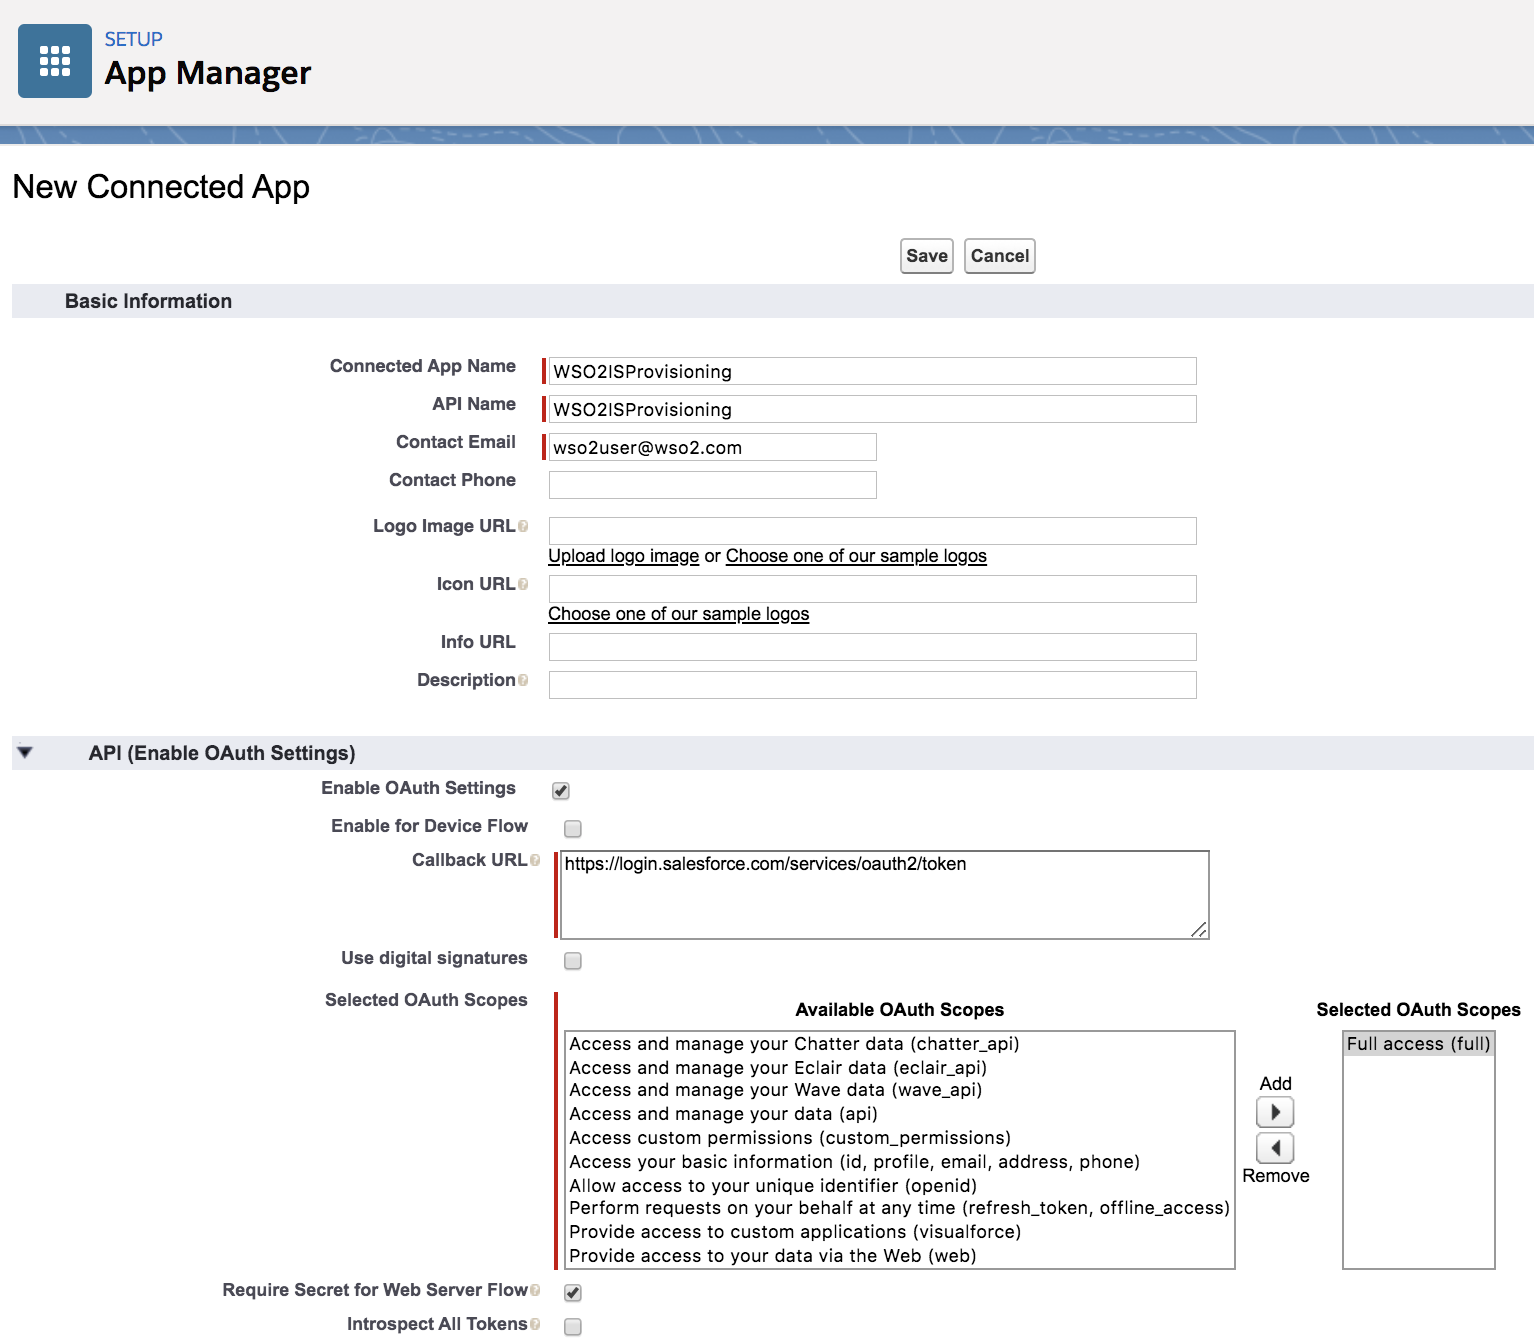 SETUP
App Manager
New Connected App
Save Cancel
Basic Information
Connected App Name WSO2ISProvisioning
API Name WSO2ISProvisioning
Contact Email wso2user@wso2.com
Contact Phone
Logo Image URL
Upload logo image or Choose one of our sample logos
Icon URL
Choose one of our sample logos
Info URL
Description
API (Enable OAuth Settings)
Enable OAuth Settings
Enable for Device Flow
Callback URL https://login.salesforce.com/services/oauth2/token
Use digital signatures
Selected OAuth Scopes
Available OAuth Scopes
Access and manage your Chatter data (chatter_api)
Access and manage your Eclair data (eclair_api)
Access and manage your Wave data (wave_api)
Access and manage your data (api)
Access custom permissions (custom_permissions)
Access your basic information (id, profile, email, address, phone)
Allow access to your unique identifier (openid)
Perform requests on your behalf at any time (refresh_token, offline_access)
Provide access to custom applications (visualforce)
Provide access to your data via the Web (web)
Add
Remove
Selected OAuth Scopes
Full access (full)
Require Secret for Web Server Flow
Introspect All Tokens